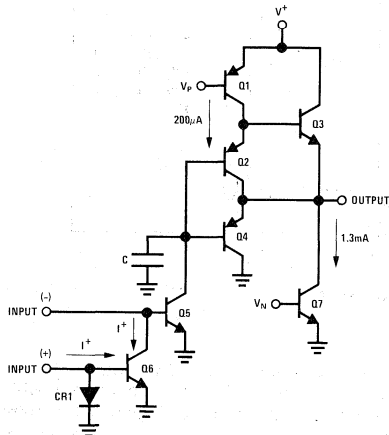 V+
VP
Q1
200µA
Q3
Q2
OUTPUT
Q4
1.3mA
C
(-)
INPUT
I+
Q5
VN
Q7
(+)
INPUT
I+
Q6
CR1